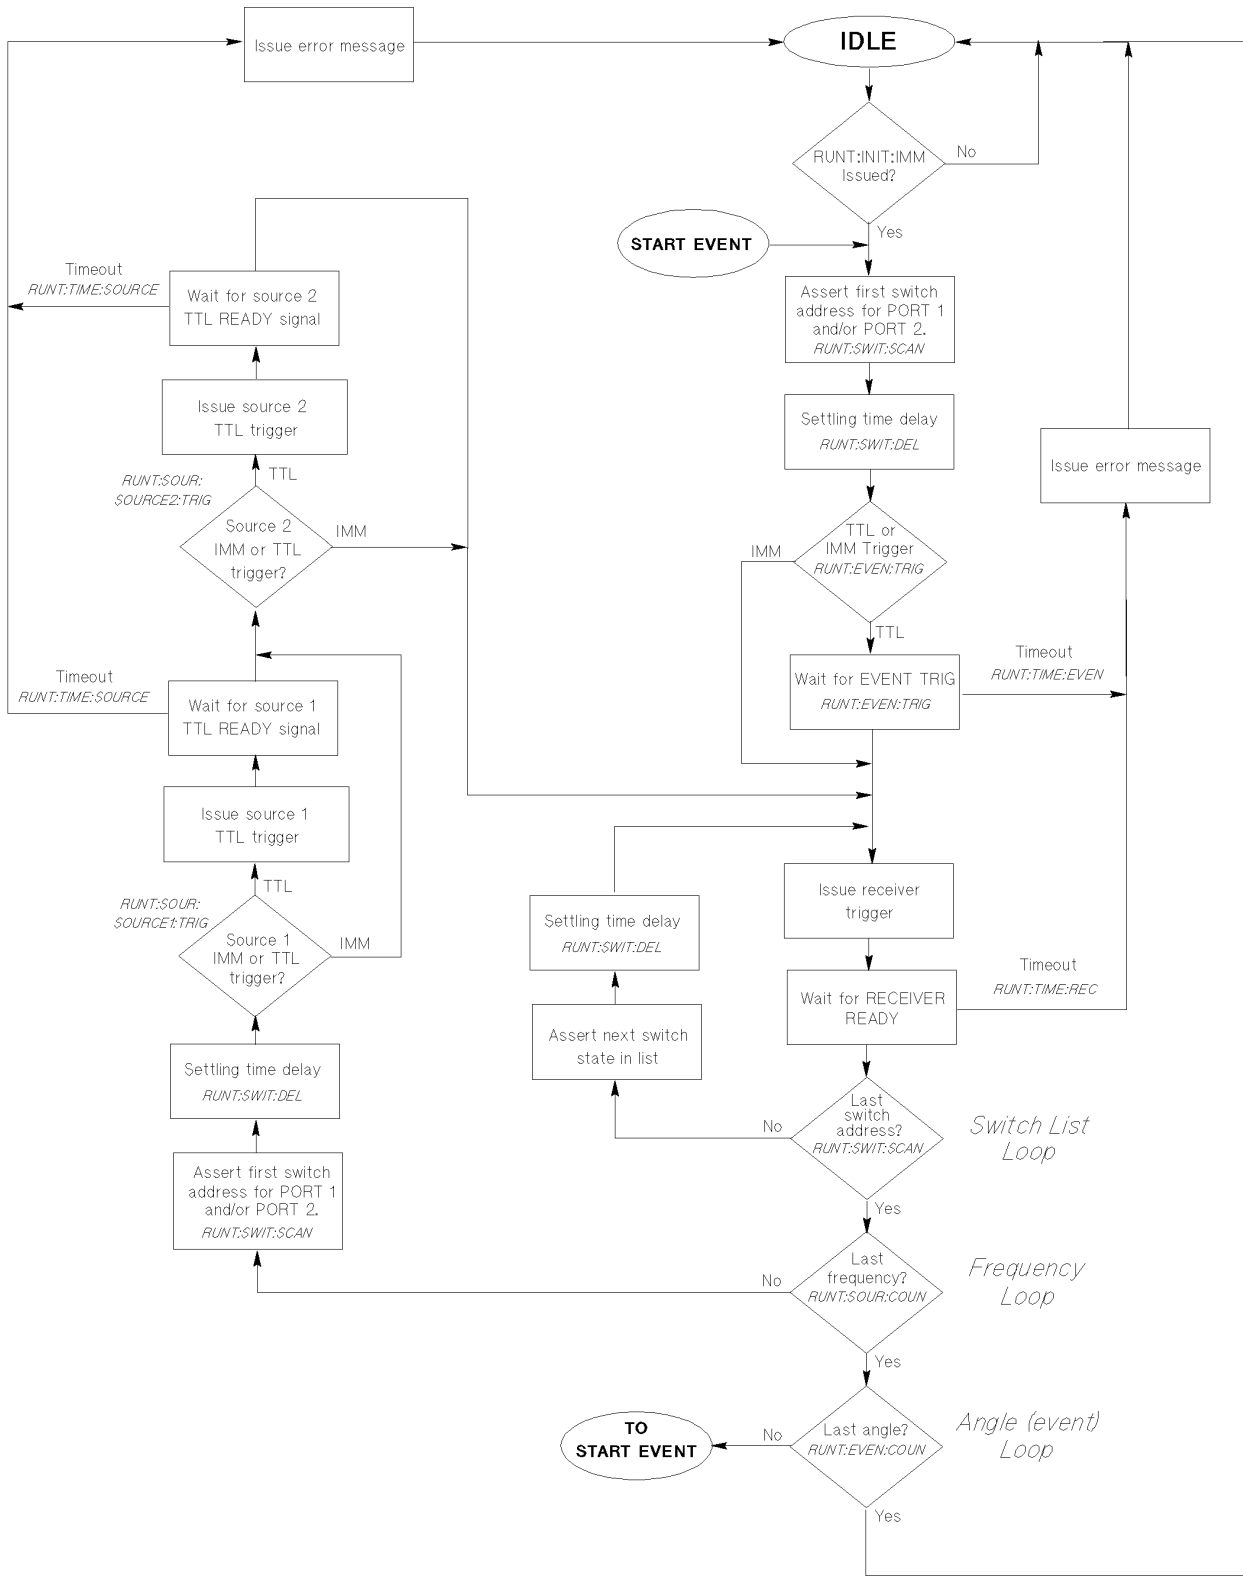 Issue error message
IDLE
RUNT:INIT:IMM
Issued?
No
Yes
START EVENT
Assert first switch
address for PORT 1
and/or PORT 2.
RUNT:SWIT:SCAN
Settling time delay
RUNT:SWIT:DEL
TTL or
IMM Trigger
RUNT:EVEN:TRIG
IMM
TTL
Wait for EVENT TRIG
RUNT:EVEN:TRIG
Timeout
RUNT:TIME:EVEN
Issue error message
Issue receiver
trigger
Wait for RECEIVER
READY
Timeout
RUNT:TIME:REC
Last
switch
address?
RUNT:SWIT:SCAN
No
Yes
Switch List
Loop
Assert next switch
state in list
Settling time delay
RUNT:SWIT:DEL
Last
frequency?
RUNT:SOUR:COUN
No
Yes
Frequency
Loop
Last angle?
RUNT:EVEN:COUN
No
Yes
Angle (event)
Loop
TO
START EVENT
Assert first switch
address for PORT 1
and/or PORT 2.
RUNT:SWIT:SCAN
Settling time delay
RUNT:SWIT:DEL
Source 1
IMM or TTL
trigger?
RUNT:SOUR:
SOURCE1:TRIG
TTL
IMM
Issue source 1
TTL trigger
Wait for source 1
TTL READY signal
Timeout
RUNT:TIME:SOURCE
Source 2
IMM or TTL
trigger?
RUNT:SOUR:
SOURCE2:TRIG
TTL
IMM
Issue source 2
TTL trigger
Wait for source 2
TTL READY signal
Timeout
RUNT:TIME:SOURCE